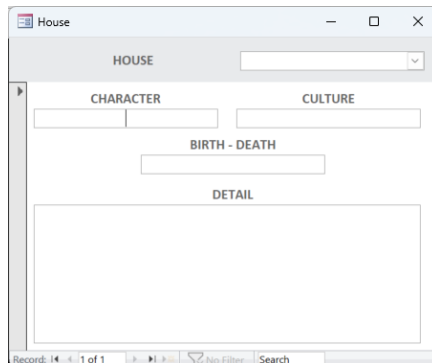 House
HOUSE
CHARACTER CULTURE
BIRTH - DEATH
DETAIL
Record: 1 of 1 No Filter Search